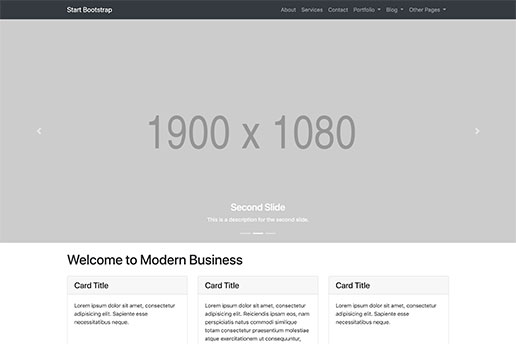 Start Bootstrap
About Services Contact Portfolio Blog Other Pages
1900 x 1080
Second Slide
This is a description for the second slide.
Welcome to Modern Business
Card Title
Lorem ipsum dolor sit amet, consectetur
adipisicing elit. Sapiente esse
necessitatibus neque.
Card Title
Lorem ipsum dolor sit amet, consectetur
adipisicing elit. Reiciendis ipsam eos, nam
perspiciatis natus commodi similique
totam consectetur praesentium molestiae
atque exercitationem ut consequuntur,
Card Title
Lorem ipsum dolor sit amet, consectetur
adipisicing elit. Sapiente esse
necessitatibus neque.